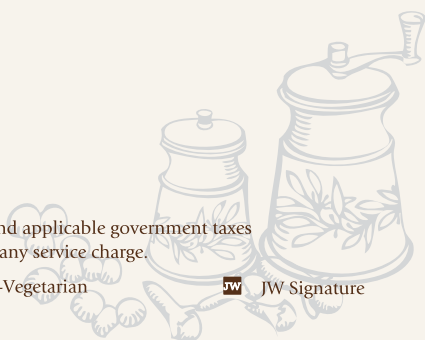 nd applicable government taxes
any service charge.
-Vegetarian JW JW Signature